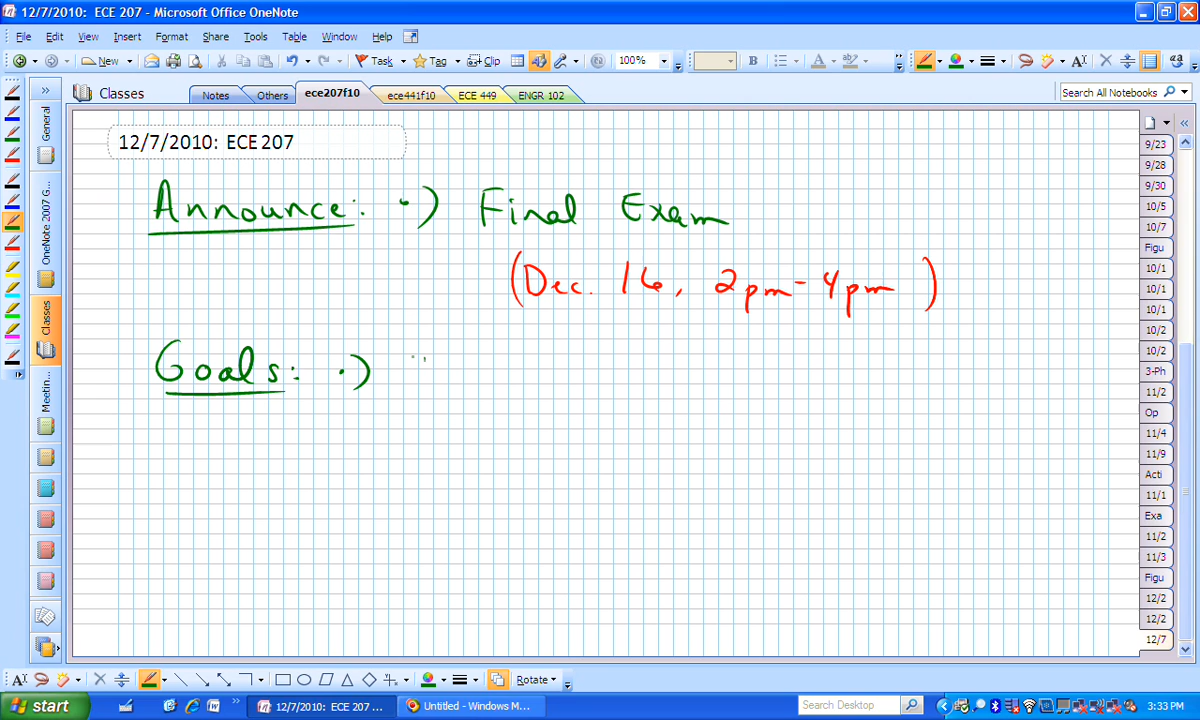 12/7/2010: ECE 207 - Microsoft Office OneNote
File Edit View Insert Format Share Tools Table Window Help
New Task Tag Clip 100% B A ab
Classes Notes Others ece207f10 ece441f10 ECE 449 ENGR 102 Search All Notebooks
12/7/2010: ECE 207
Announce: •) Final Exam
(Dec. 16, 2pm-4pm )
Goals: •)
General
OneNote 2007 G...
Classes
Meetin...
9/23
9/28
9/30
10/5
10/7
Figu
10/1
10/1
10/1
10/2
10/2
3-Ph
11/2
Op
11/4
11/9
Acti
11/1
Exa
11/2
11/3
Figu
12/2
12/2
12/7
Rotate
start 12/7/2010: ECE 207 ... Untitled - Windows M... Search Desktop 3:33 PM